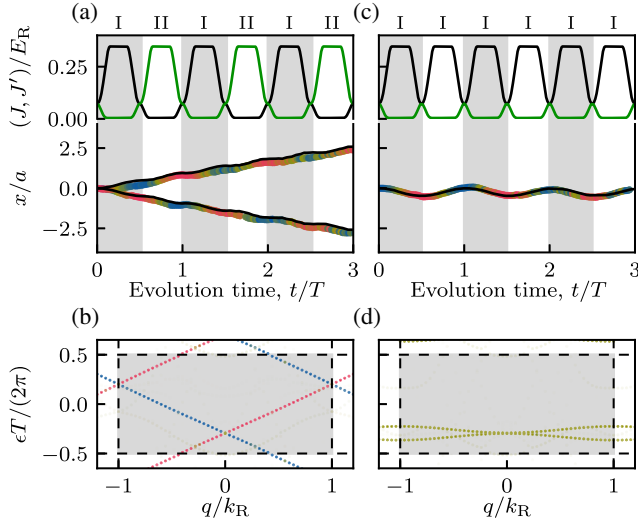 (a) (c)
I II I II I II I I I I I I
(J, J′)/E_R
0.25
0.00
x/a
2.5
0.0
−2.5
0 1 2 3 0 1 2 3
Evolution time, t/T Evolution time, t/T
(b) (d)
ϵT/(2π)
0.5
0.0
−0.5
−1 0 1 −1 0 1
q/k_R q/k_R